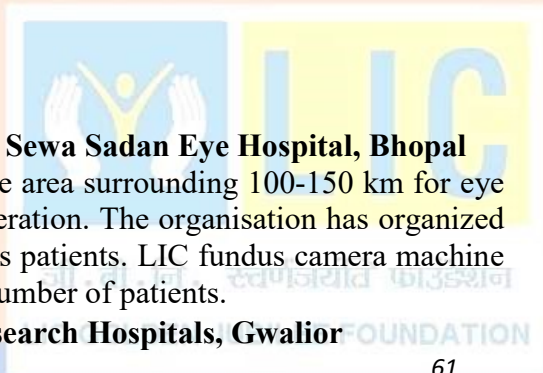 LIC
Sewa Sadan Eye Hospital, Bhopal
e area surrounding 100-150 km for eye
eration. The organisation has organized
s patients. LIC fundus camera machine
umber of patients.
search Hospitals, Gwalior
FOUNDATION
61